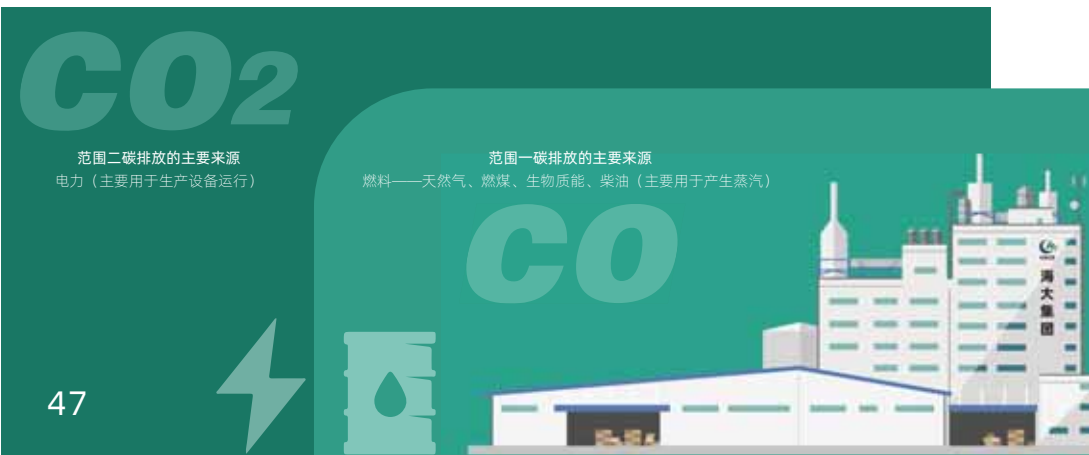 CO2
范围二碳排放的主要来源
电力（主要用于生产设备运行）
范围一碳排放的主要来源
燃料——天然气、燃煤、生物质能、柴油（主要用于产生蒸汽）
CO
海大集团
47